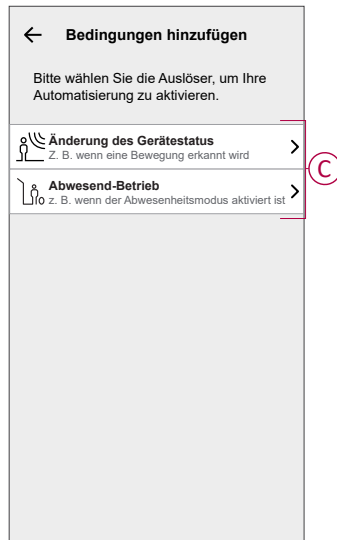 Bedingungen hinzufügen
Bitte wählen Sie die Auslöser, um Ihre
Automatisierung zu aktivieren.
Änderung des Gerätestatus
Z. B. wenn eine Bewegung erkannt wird
C
Abwesend-Betrieb
z. B. wenn der Abwesenheitsmodus aktiviert ist